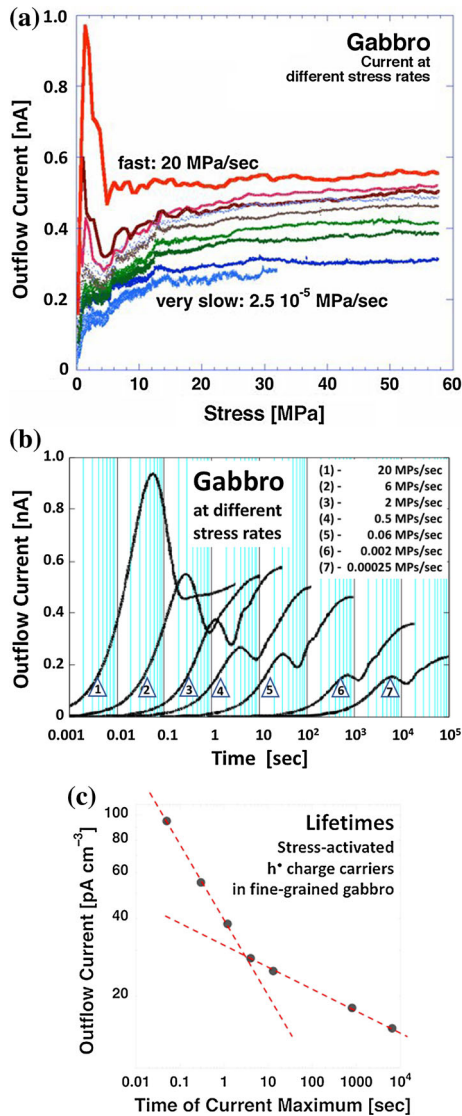 (a)
1.0
0.8
0.6
0.4
0.2
0
Outflow Current [nA]
Gabbro
Current at
different stress rates
fast: 20 MPa/sec
very slow: 2.5 10⁻⁵ MPa/sec
0 10 20 30 40 50 60
Stress [MPa]
(b)
1.0
0.8
0.6
0.4
0.2
0
Outflow Current [nA]
Gabbro
at different
stress rates
(1) - 20 MPs/sec
(2) - 6 MPs/sec
(3) - 2 MPs/sec
(4) - 0.5 MPs/sec
(5) - 0.06 MPs/sec
(6) - 0.002 MPs/sec
(7) - 0.00025 MPs/sec
1 2 3 4 5 6 7
0.001 0.01 0.1 1 10 10² 10³ 10⁴ 10⁵
Time [sec]
(c)
100
80
60
40
20
Outflow Current [pA cm⁻³]
Lifetimes
Stress-activated
h• charge carriers
in fine-grained gabbro
0.01 0.1 1 10 100 1000 10⁴
Time of Current Maximum [sec]